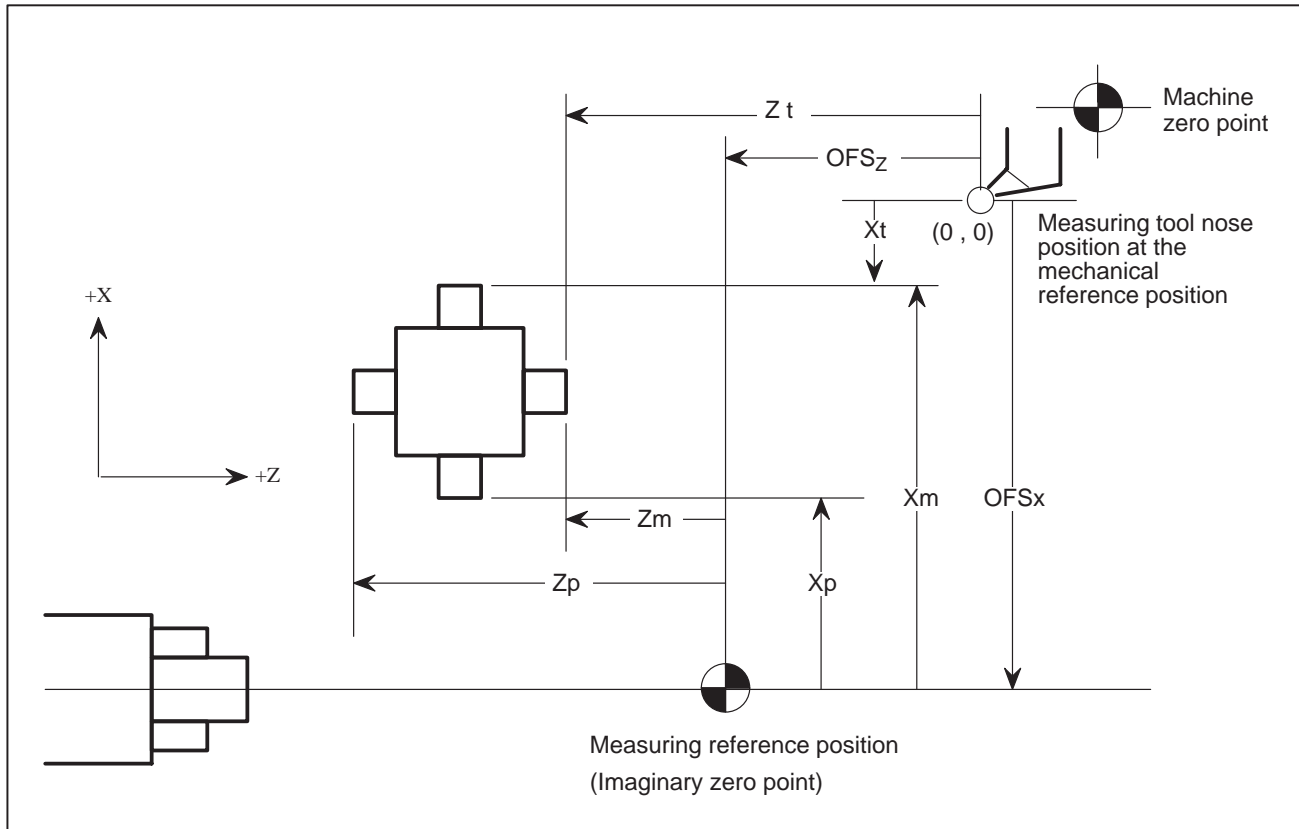 Z t
Machine
zero point
OFSZ
Xt
(0 , 0)
Measuring tool nose
position at the
mechanical
reference position
+X
+Z
Xm
OFSx
Zm
Zp
Xp
Measuring reference position
(Imaginary zero point)